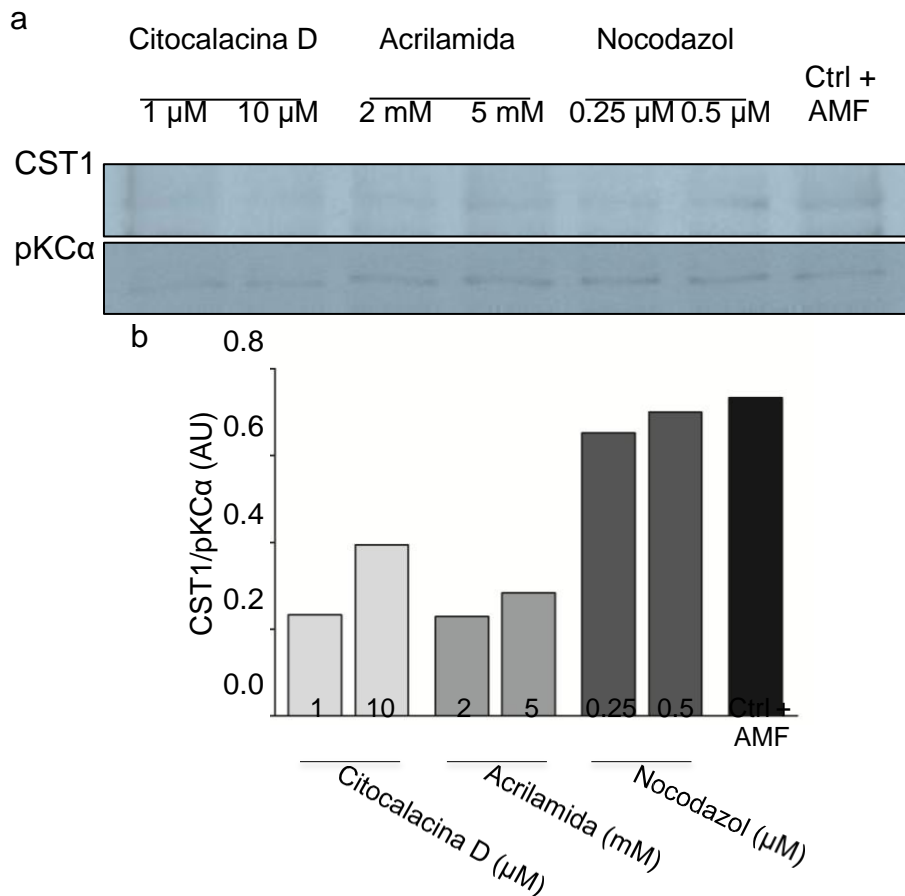 a
Citocalacina D Acrilamida Nocodazol
Ctrl +
AMF
1 µM 10 µM 2 mM 5 mM 0.25 µM 0.5 µM
CST1
pKCα
b
0.8
0.6
0.4
0.2
0.0
CST1/pKCα (AU)
1 10 2 5 0.25 0.5 Ctrl +
AMF
Citocalacina D (µM)
Acrilamida (mM)
Nocodazol (µM)